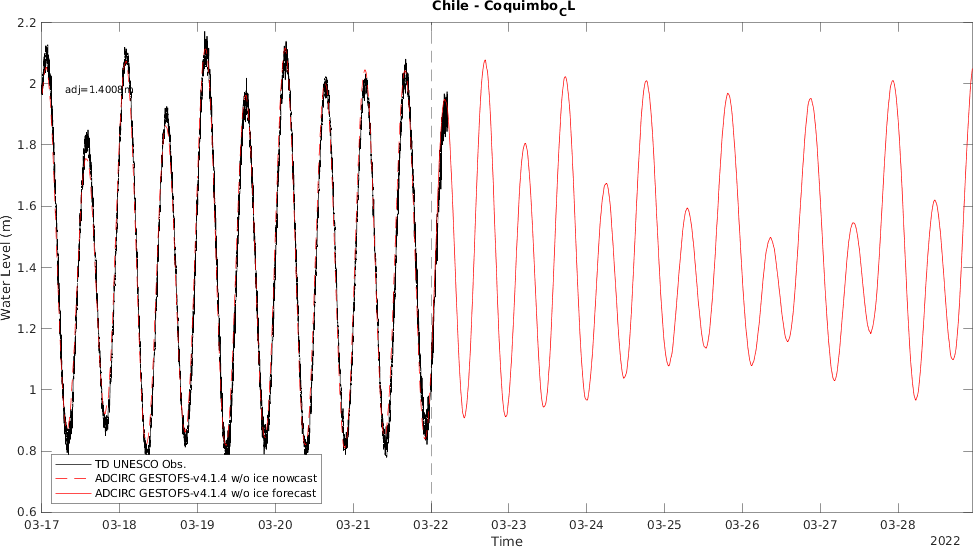 Chile - CoquimboCL
2.2
2
1.8
1.6
1.4
1.2
1
0.8
0.6
Water Level (m)
adj=1.4008m
TD UNESCO Obs.
ADCIRC GESTOFS-v4.1.4 w/o ice nowcast
ADCIRC GESTOFS-v4.1.4 w/o ice forecast
03-17 03-18 03-19 03-20 03-21 03-22 03-23 03-24 03-25 03-26 03-27 03-28
Time
2022